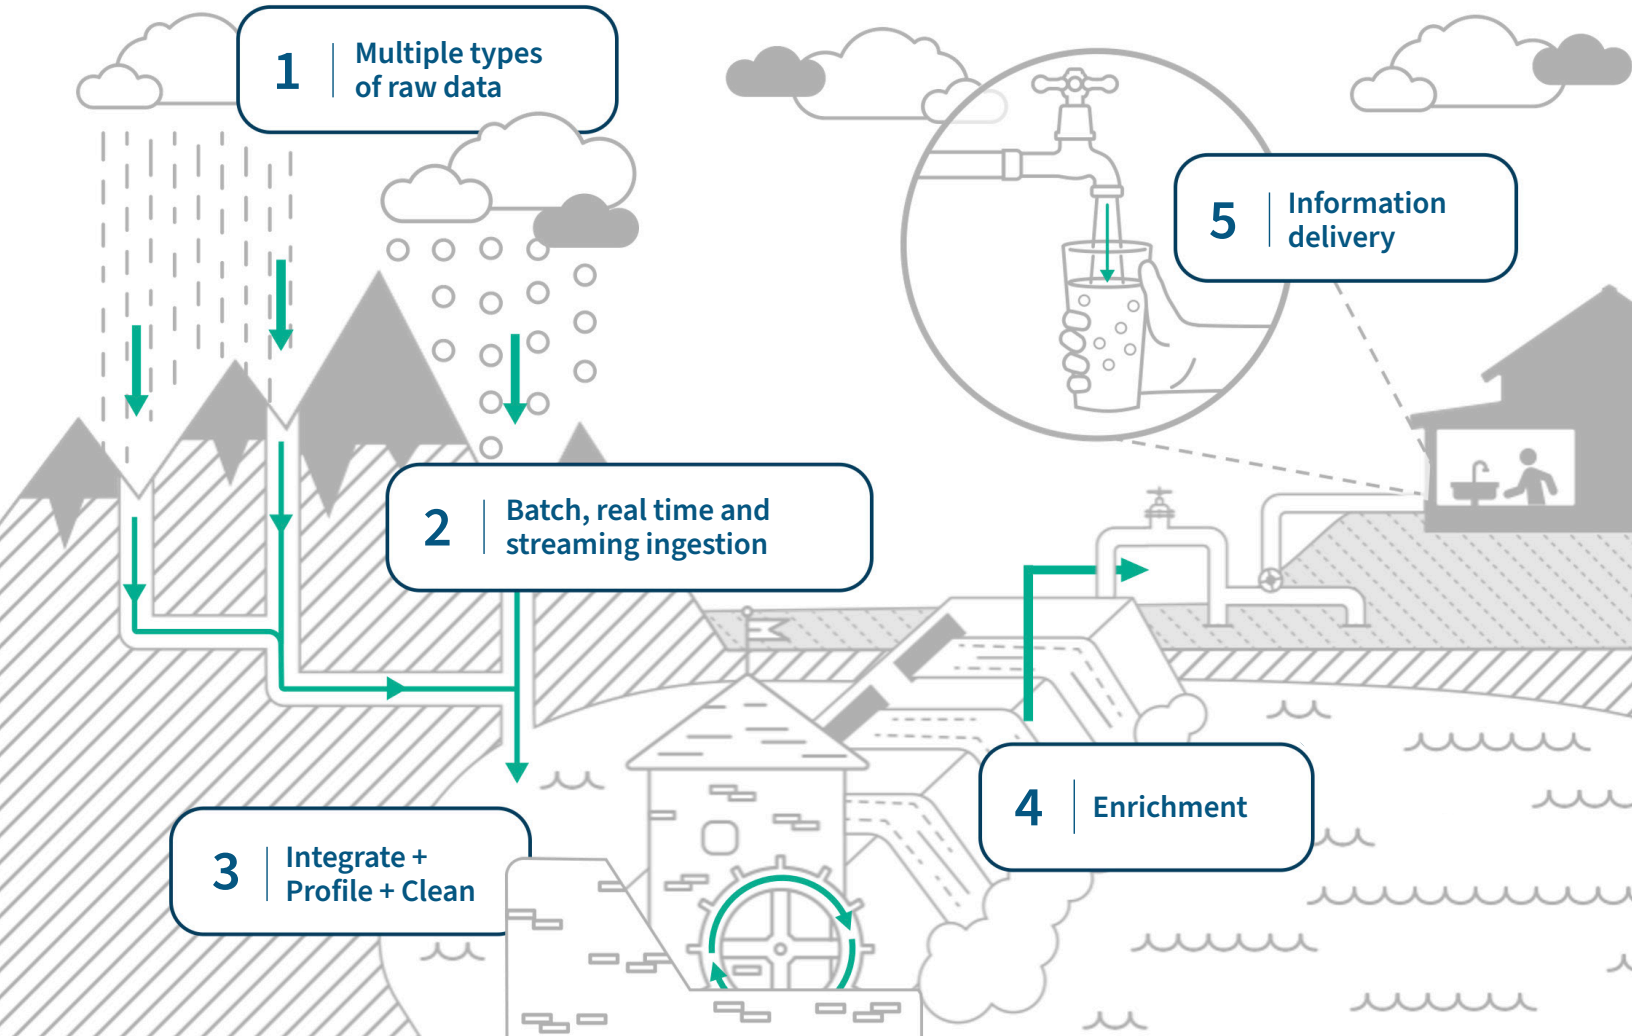 1
Multiple types
of raw data
2
Batch, real time and
streaming ingestion
3
Integrate +
Profile + Clean
4
Enrichment
5
Information
delivery